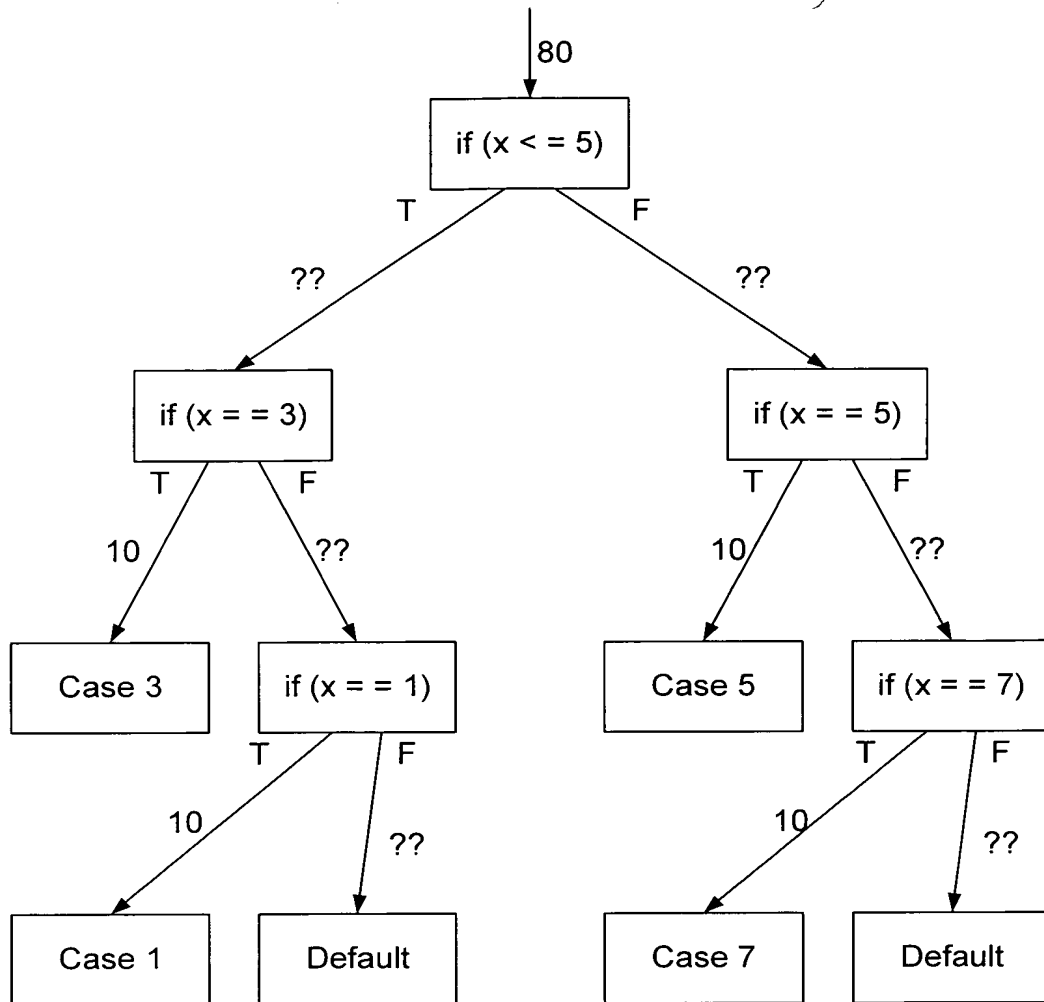 80
if (x < = 5)
T F
?? ??
if (x = = 3) if (x = = 5)
T F T F
10 ?? 10 ??
Case 3 if (x = = 1) Case 5 if (x = = 7)
T F T F
10 ?? 10 ??
Case 1 Default Case 7 Default